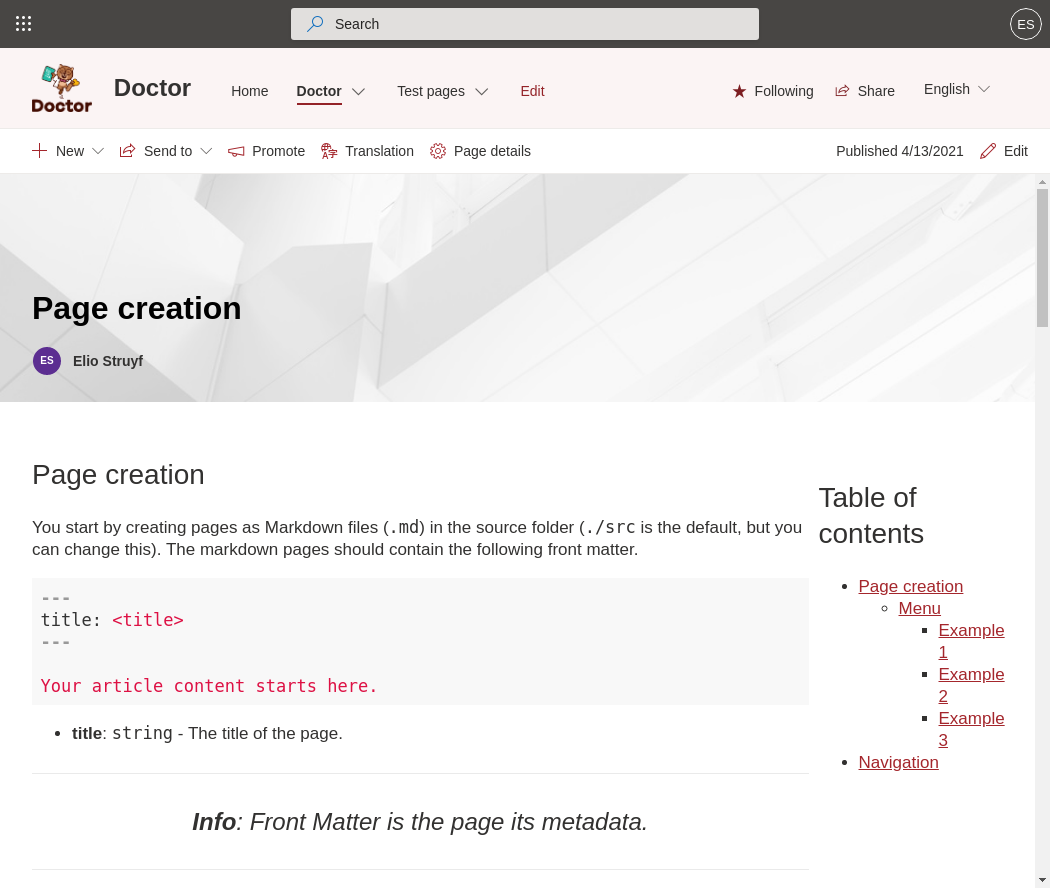 Search
ES
Doctor
Doctor
Home
Doctor
Test pages
Edit
Following
Share
English
New
Send to
Promote
Translation
Page details
Published 4/13/2021
Edit
Page creation
ES
Elio Struyf
Page creation
You start by creating pages as Markdown files (.md) in the source folder (./src is the default, but you
can change this). The markdown pages should contain the following front matter.
---
title: <title>
---
Your article content starts here.
title: string - The title of the page.
Info: Front Matter is the page its metadata.
Table of
contents
Page creation
Menu
Example
1
Example
2
Example
3
Navigation